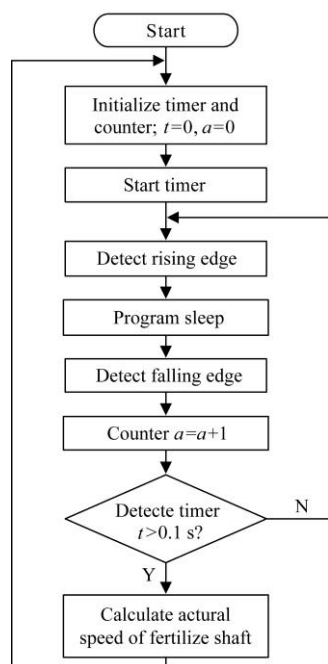 Start
Initialize timer and
counter; t=0, a=0
Start timer
Detect rising edge
Program sleep
Detect falling edge
Counter a=a+1
Detecte timer
t>0.1 s?
N
Y
Calculate actural
speed of fertilize shaft